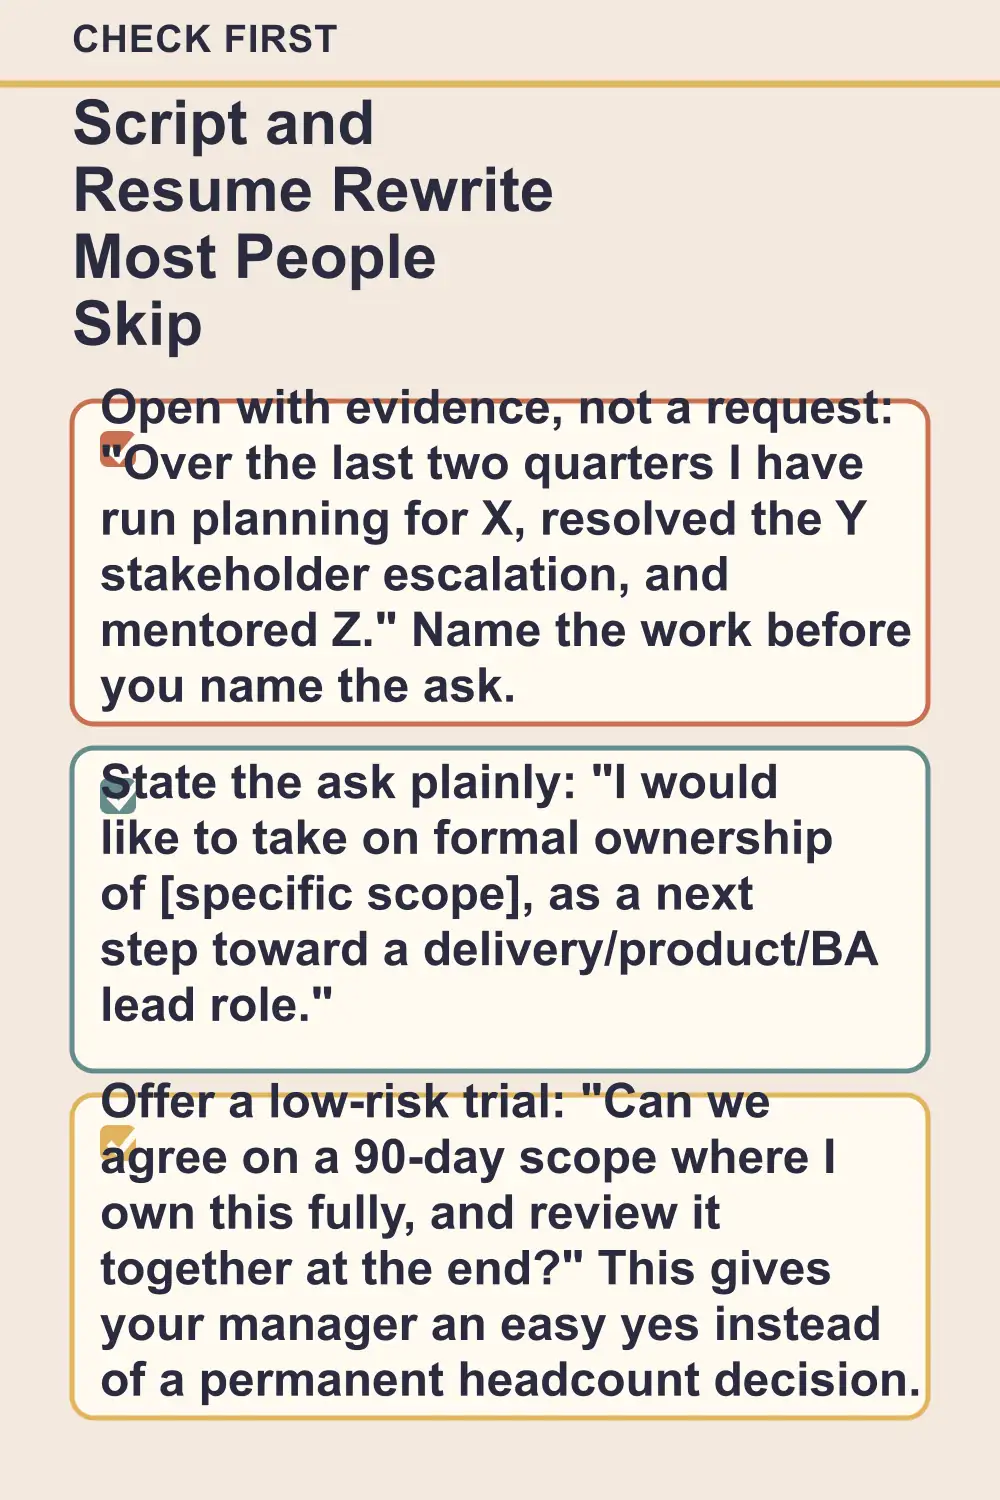 CHECK FIRST
Script and
Resume Rewrite
Most People
Skip
Open with evidence, not a request:
"Over the last two quarters I have
run planning for X, resolved the Y
stakeholder escalation, and
mentored Z." Name the work before
you name the ask.
State the ask plainly: "I would
like to take on formal ownership
of [specific scope], as a next
step toward a delivery/product/BA
lead role."
Offer a low-risk trial: "Can we
agree on a 90-day scope where I
own this fully, and review it
together at the end?" This gives
your manager an easy yes instead
of a permanent headcount decision.